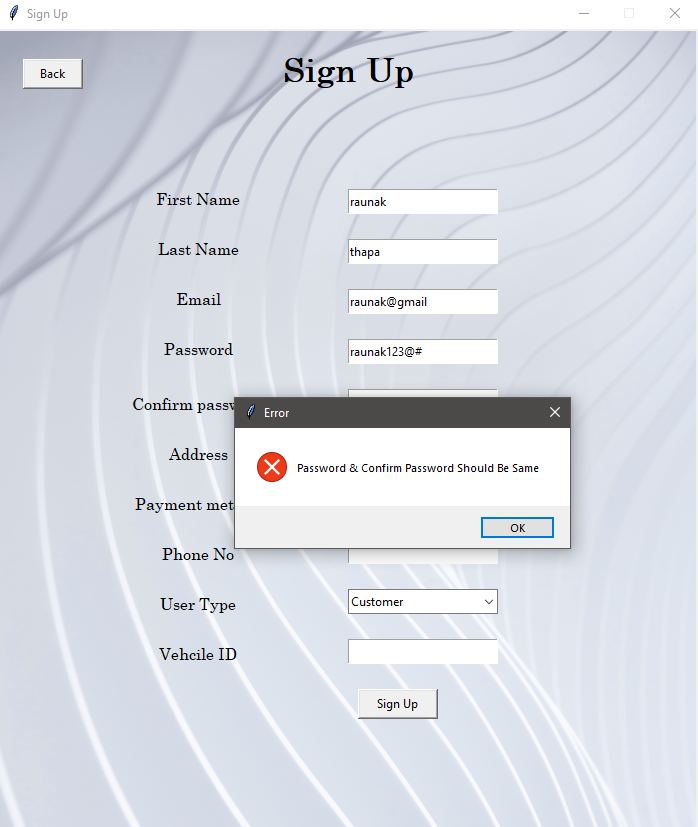 Sign Up
Back
Sign Up
First Name raunak
Last Name thapa
Email raunak@gmail
Password raunak123@#
Confirm passw
Error
Password & Confirm Password Should Be Same
OK
Address
Payment met
Phone No
User Type Customer
Vehcile ID
Sign Up